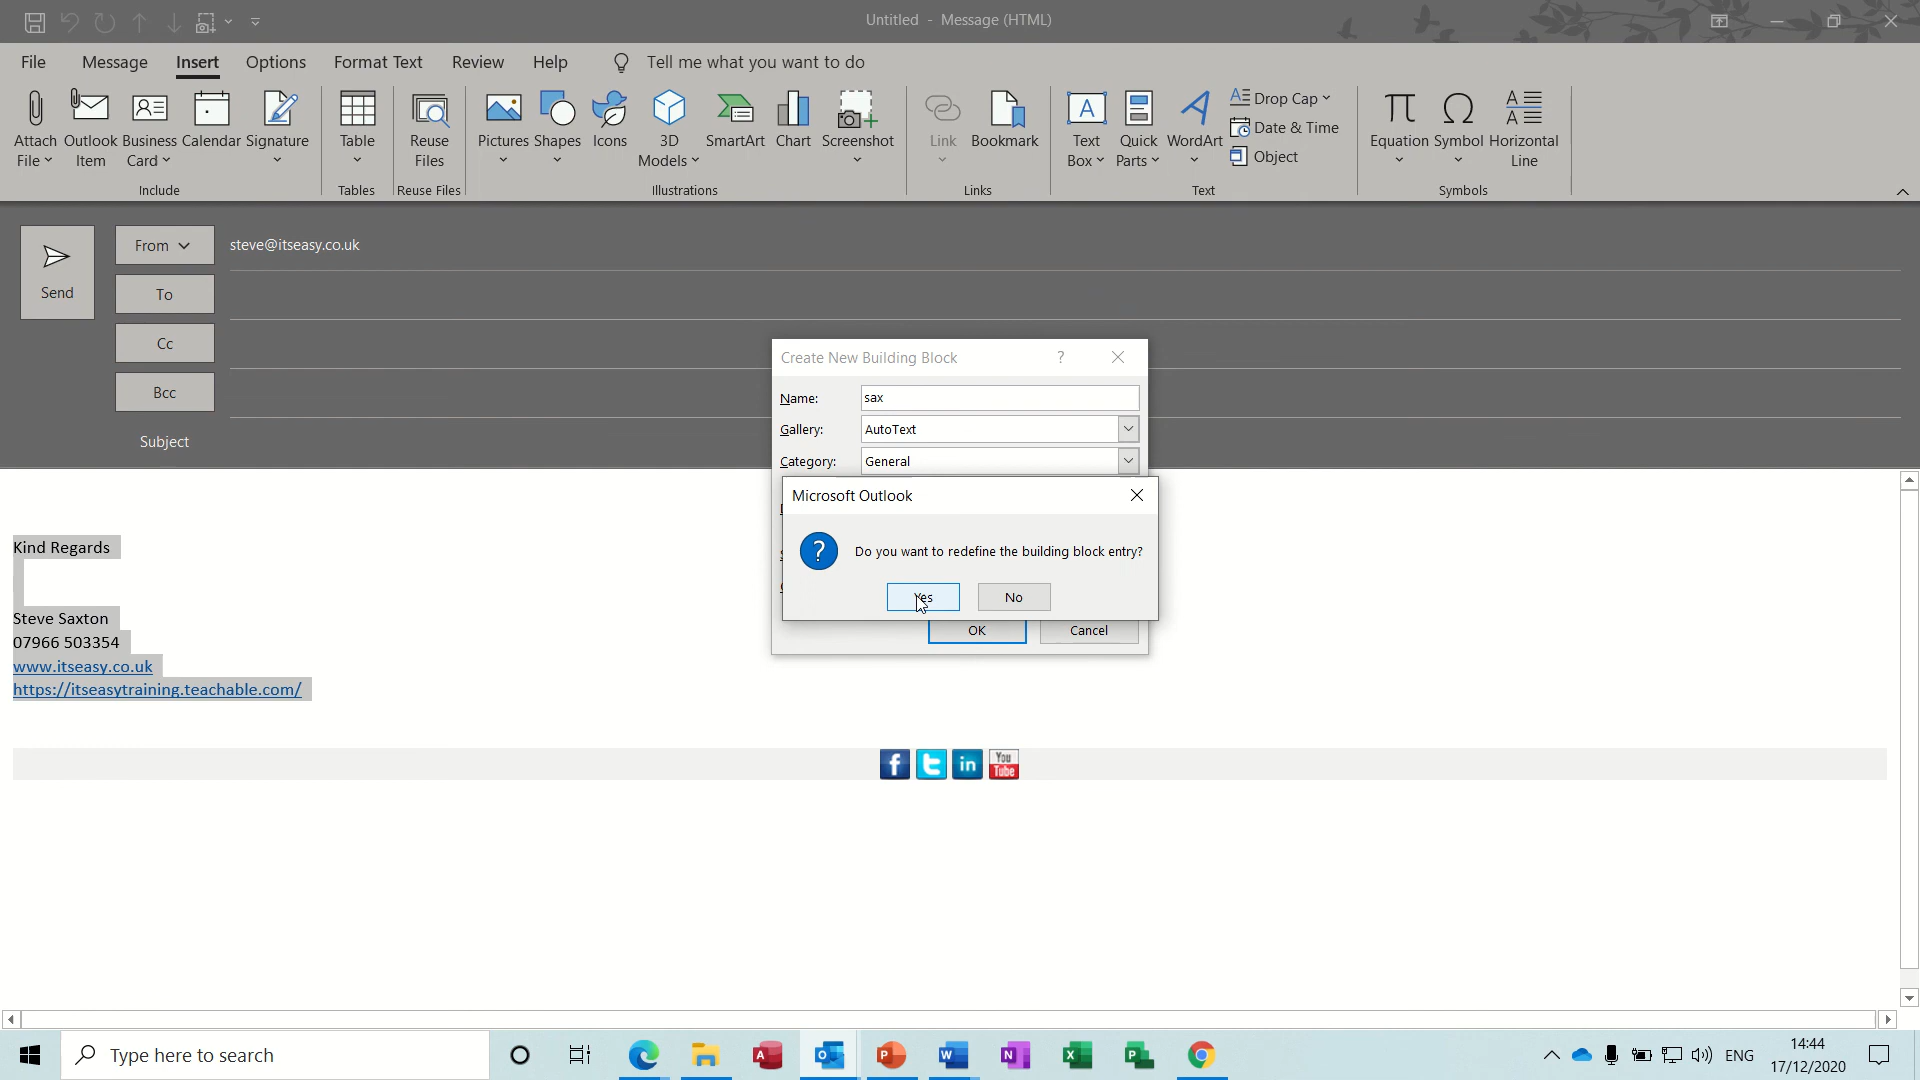 Untitled - Message (HTML)
File Message Insert Options Format Text Review Help Tell me what you want to do
Attach File
Outlook Item
Business Card
Calendar
Signature
Include
Table
Tables
Reuse Files
Reuse Files
Pictures
Shapes
Icons
3D Models
SmartArt
Chart
Screenshot
Illustrations
Link
Bookmark
Links
Text Box
Quick Parts
WordArt
Drop Cap
Date & Time
Object
Text
Equation
Symbol
Horizontal Line
Symbols
Send
From steve@itseasy.co.uk
To
Cc
Bcc
Subject
Create New Building Block ?
Name: sax
Gallery: AutoText
Category: General
Microsoft Outlook
Do you want to redefine the building block entry?
Yes No
OK Cancel
Kind Regards
Steve Saxton
07966 503354
www.itseasy.co.uk
https://itseasytraining.teachable.com/
f t in You Tube
Type here to search
ENG
14:44
17/12/2020